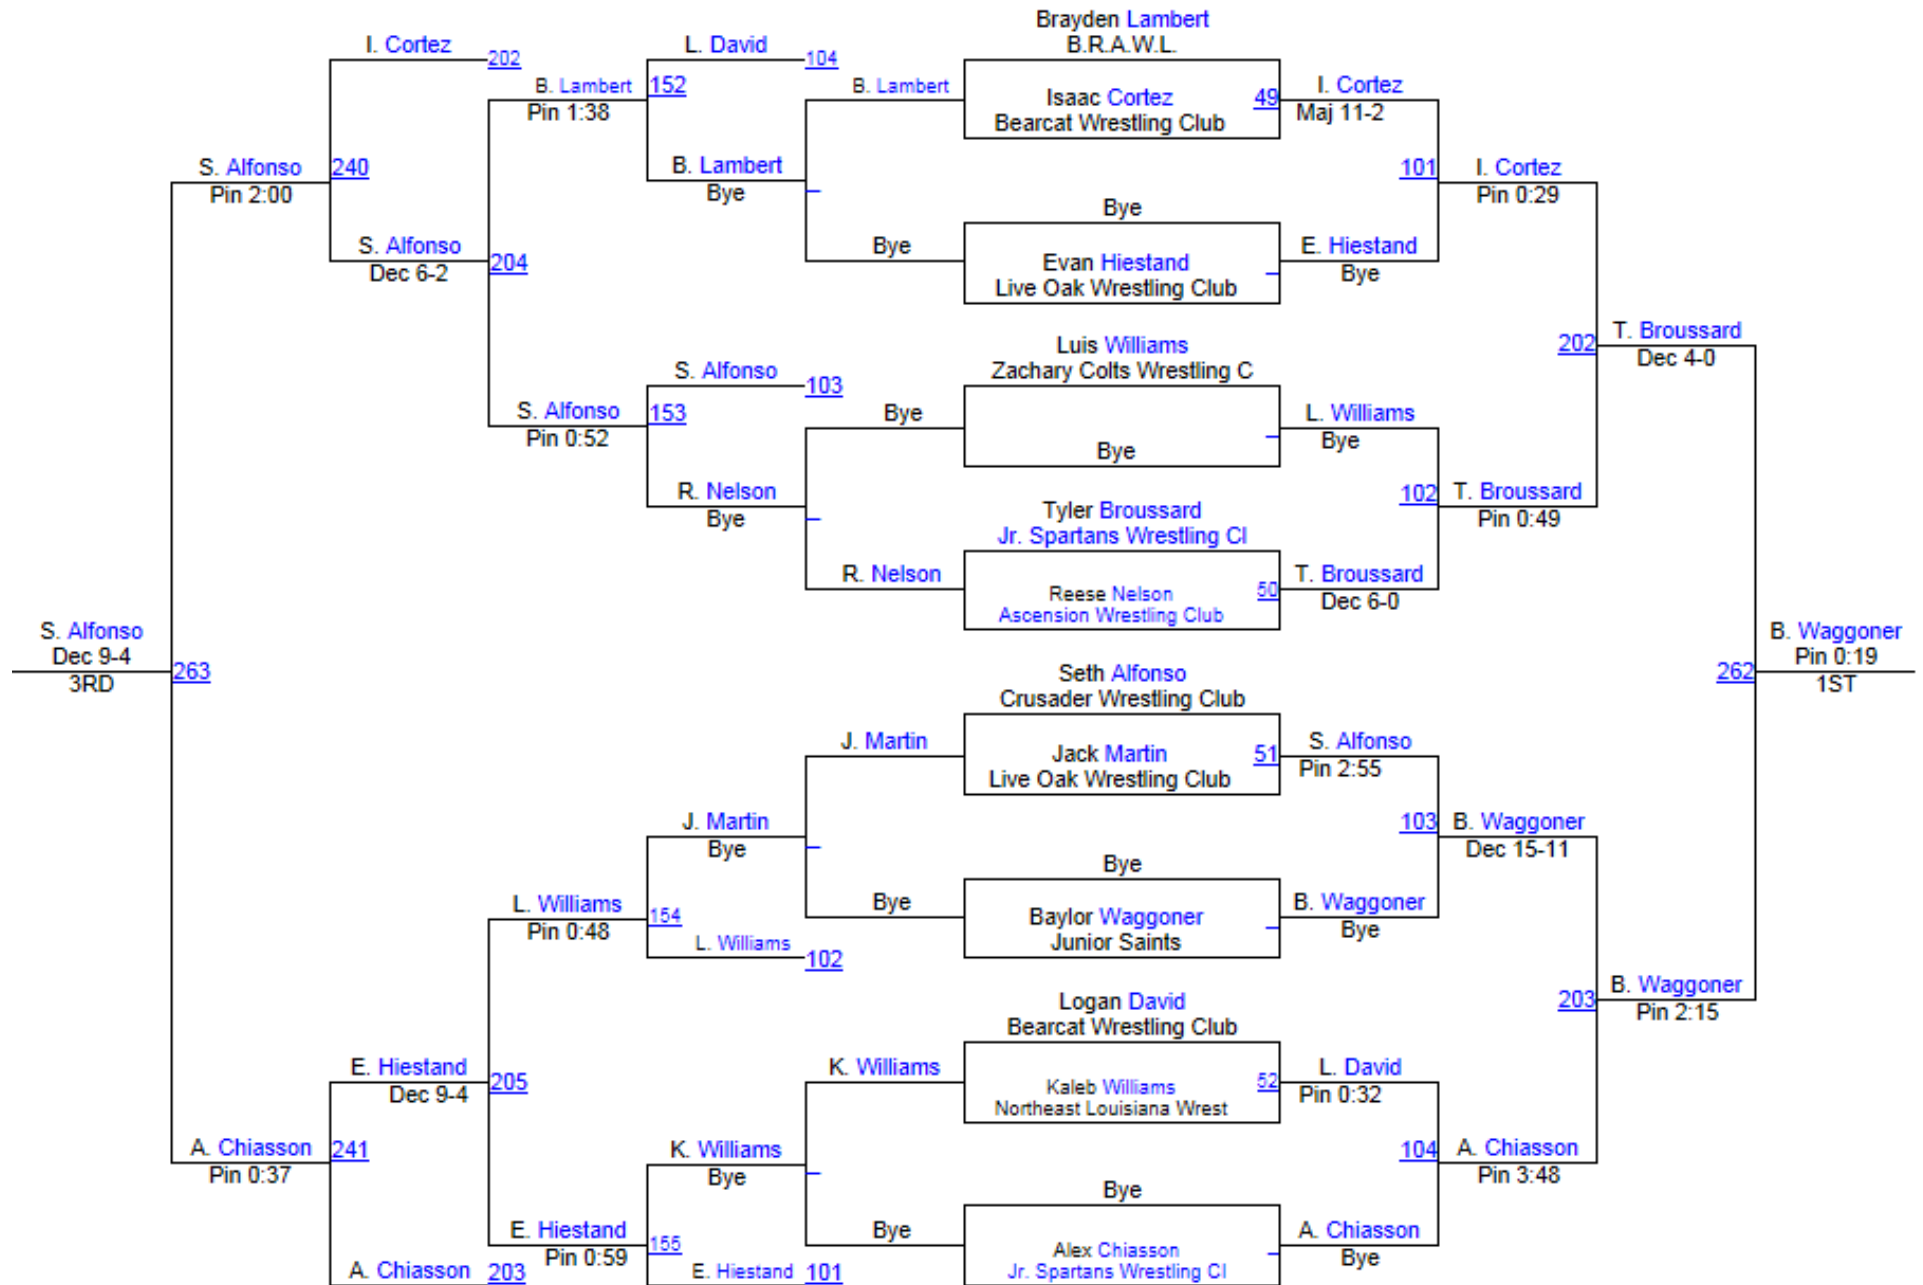 Brayden Lambert
B.R.A.W.L.
I. Cortez
202
L. David
104
B. Lambert
Pin 1:38
152
B. Lambert
Isaac Cortez
Bearcat Wrestling Club
49
I. Cortez
Maj 11-2
S. Alfonso
Pin 2:00
240
B. Lambert
Bye
101
I. Cortez
Pin 0:29
Bye
S. Alfonso
Dec 6-2
204
Bye
Evan Hiestand
Live Oak Wrestling Club
E. Hiestand
Bye
Luis Williams
Zachary Colts Wrestling C
202
T. Broussard
Dec 4-0
S. Alfonso
103
S. Alfonso
Pin 0:52
153
Bye
Bye
L. Williams
Bye
R. Nelson
Bye
Tyler Broussard
Jr. Spartans Wrestling Cl
102
T. Broussard
Pin 0:49
R. Nelson
Reese Nelson
Ascension Wrestling Club
50
T. Broussard
Dec 6-0
S. Alfonso
Dec 9-4
3RD
263
Seth Alfonso
Crusader Wrestling Club
262
B. Waggoner
Pin 0:19
1ST
J. Martin
Jack Martin
Live Oak Wrestling Club
51
S. Alfonso
Pin 2:55
J. Martin
Bye
103
B. Waggoner
Dec 15-11
Bye
L. Williams
Pin 0:48
154
Bye
Baylor Waggoner
Junior Saints
B. Waggoner
Bye
L. Williams
102
Logan David
Bearcat Wrestling Club
203
B. Waggoner
Pin 2:15
E. Hiestand
Dec 9-4
205
K. Williams
Kaleb Williams
Northeast Louisiana Wrest
52
L. David
Pin 0:32
A. Chiasson
Pin 0:37
241
K. Williams
Bye
104
A. Chiasson
Pin 3:48
Bye
E. Hiestand
Pin 0:59
155
Bye
Alex Chiasson
Jr. Spartans Wrestling Cl
A. Chiasson
Bye
A. Chiasson
203
E. Hiestand
101